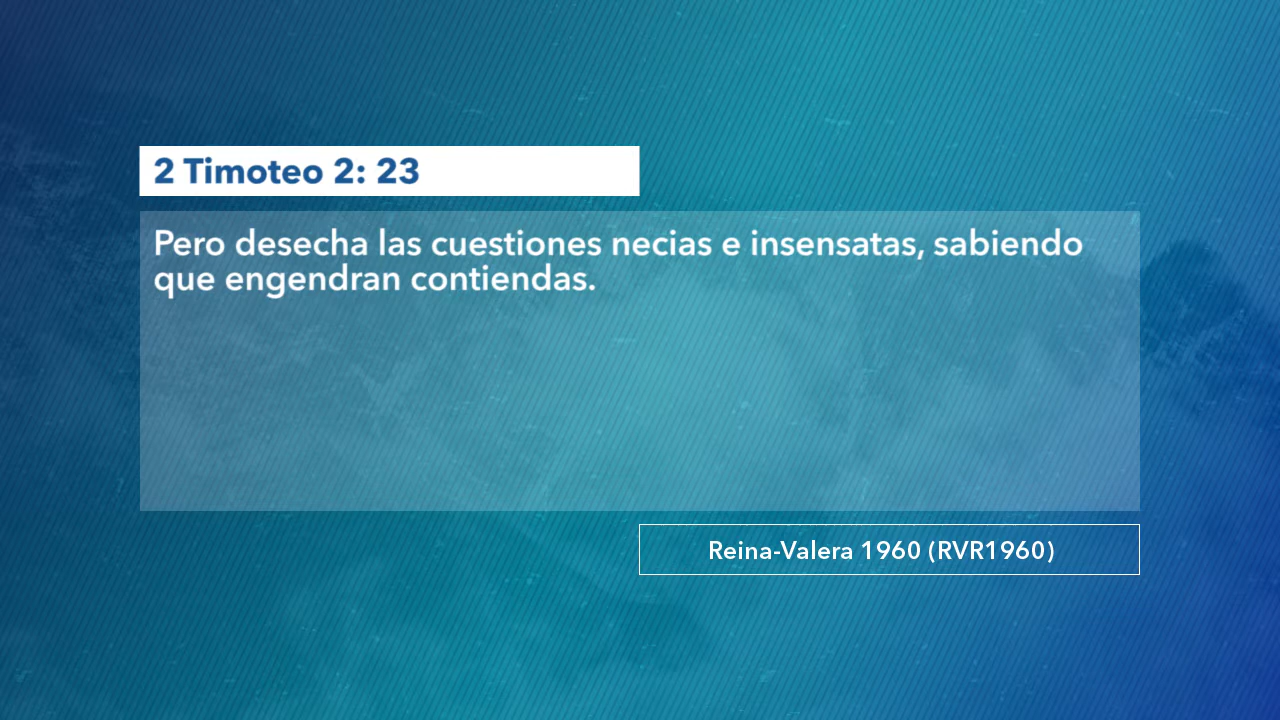 2 Timoteo 2: 23
Pero desecha las cuestiones necias e insensatas, sabiendo
que engendran contiendas.
Reina-Valera 1960 (RVR1960)